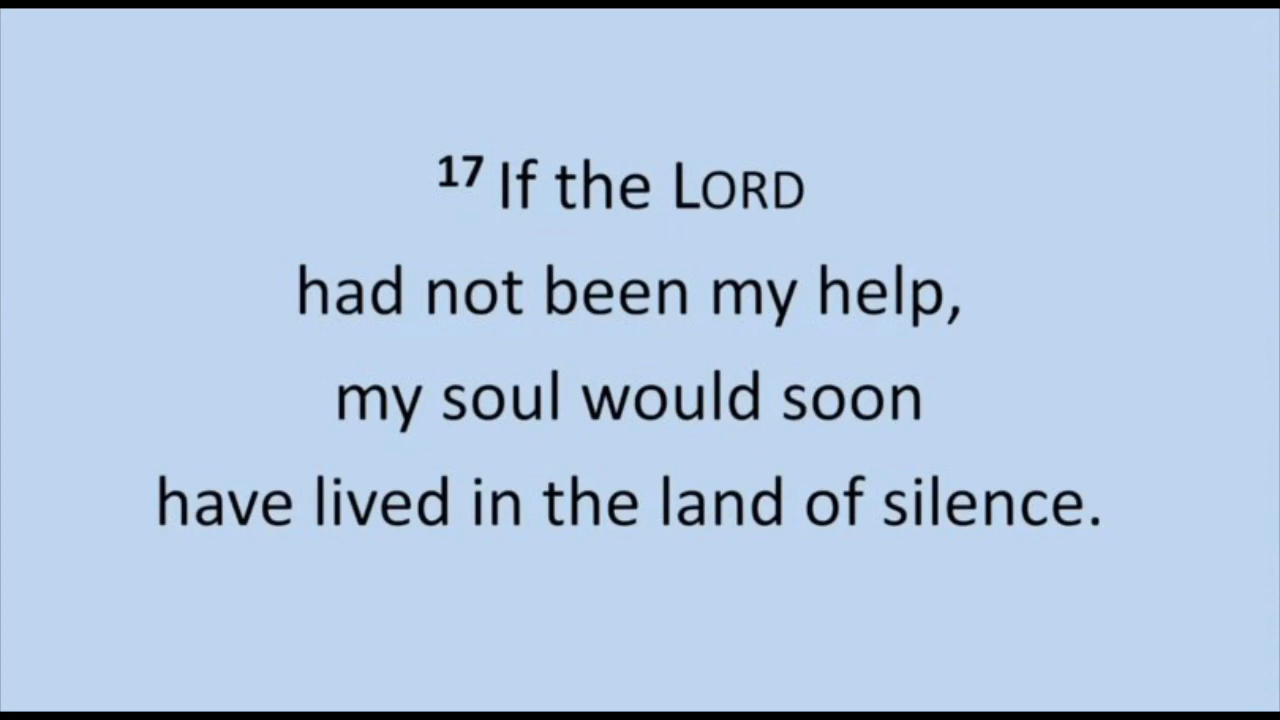 17 If the LORD
had not been my help,
my soul would soon
have lived in the land of silence.